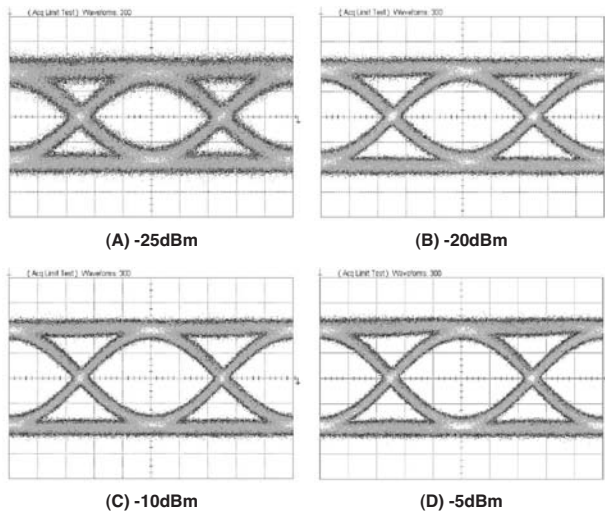 ( Acq Limit Test ) Waveforms: 200
( Acq Limit Test ) Waveforms: 300
(A) -25dBm
(B) -20dBm
( Acq Limit Test ) Waveforms: 300
( Acq Limit Test ) Waveforms: 300
(C) -10dBm
(D) -5dBm